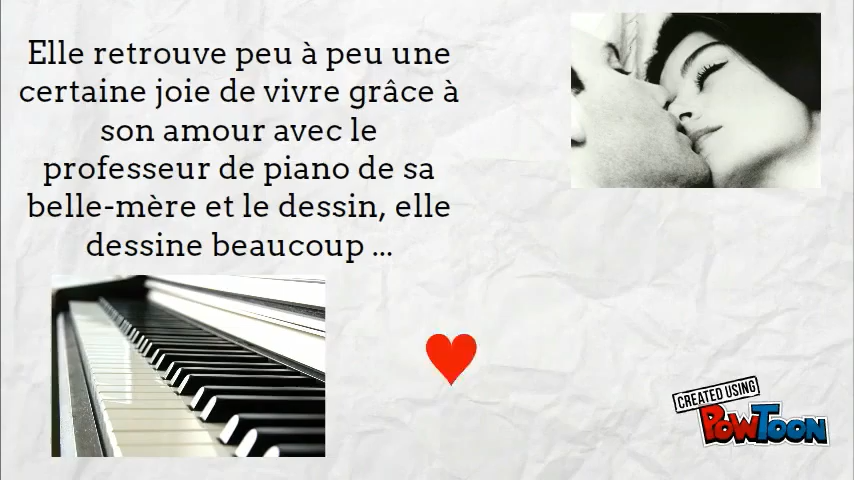 Elle retrouve peu à peu une
certaine joie de vivre grâce à
son amour avec le
professeur de piano de sa
belle-mère et le dessin, elle
dessine beaucoup ...
CREATED USING
POWTOON